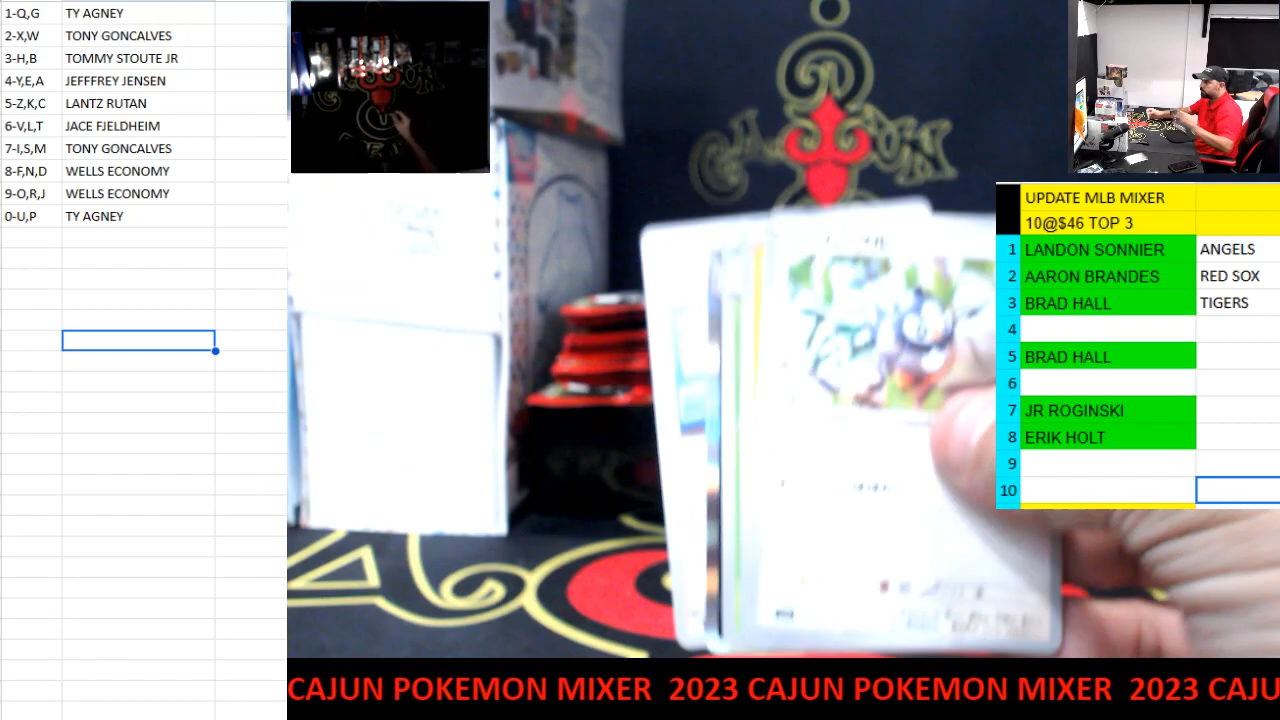 1-Q,G TY AGNEY
2-X,W TONY GONCALVES
3-H,B TOMMY STOUTE JR
4-Y,E,A JEFFFREY JENSEN
5-Z,K,C LANTZ RUTAN
6-V,L,T JACE FJELDHEIM
7-I,S,M TONY GONCALVES
8-F,N,D WELLS ECONOMY
9-O,R,J WELLS ECONOMY
0-U,P TY AGNEY
UPDATE MLB MIXER
10@$46 TOP 3
1 LANDON SONNIER ANGELS
2 AARON BRANDES RED SOX
3 BRAD HALL TIGERS
4
5 BRAD HALL
6
7 JR ROGINSKI
8 ERIK HOLT
9
10
CAJUN POKEMON MIXER 2023 CAJUN POKEMON MIXER 2023 CAJU